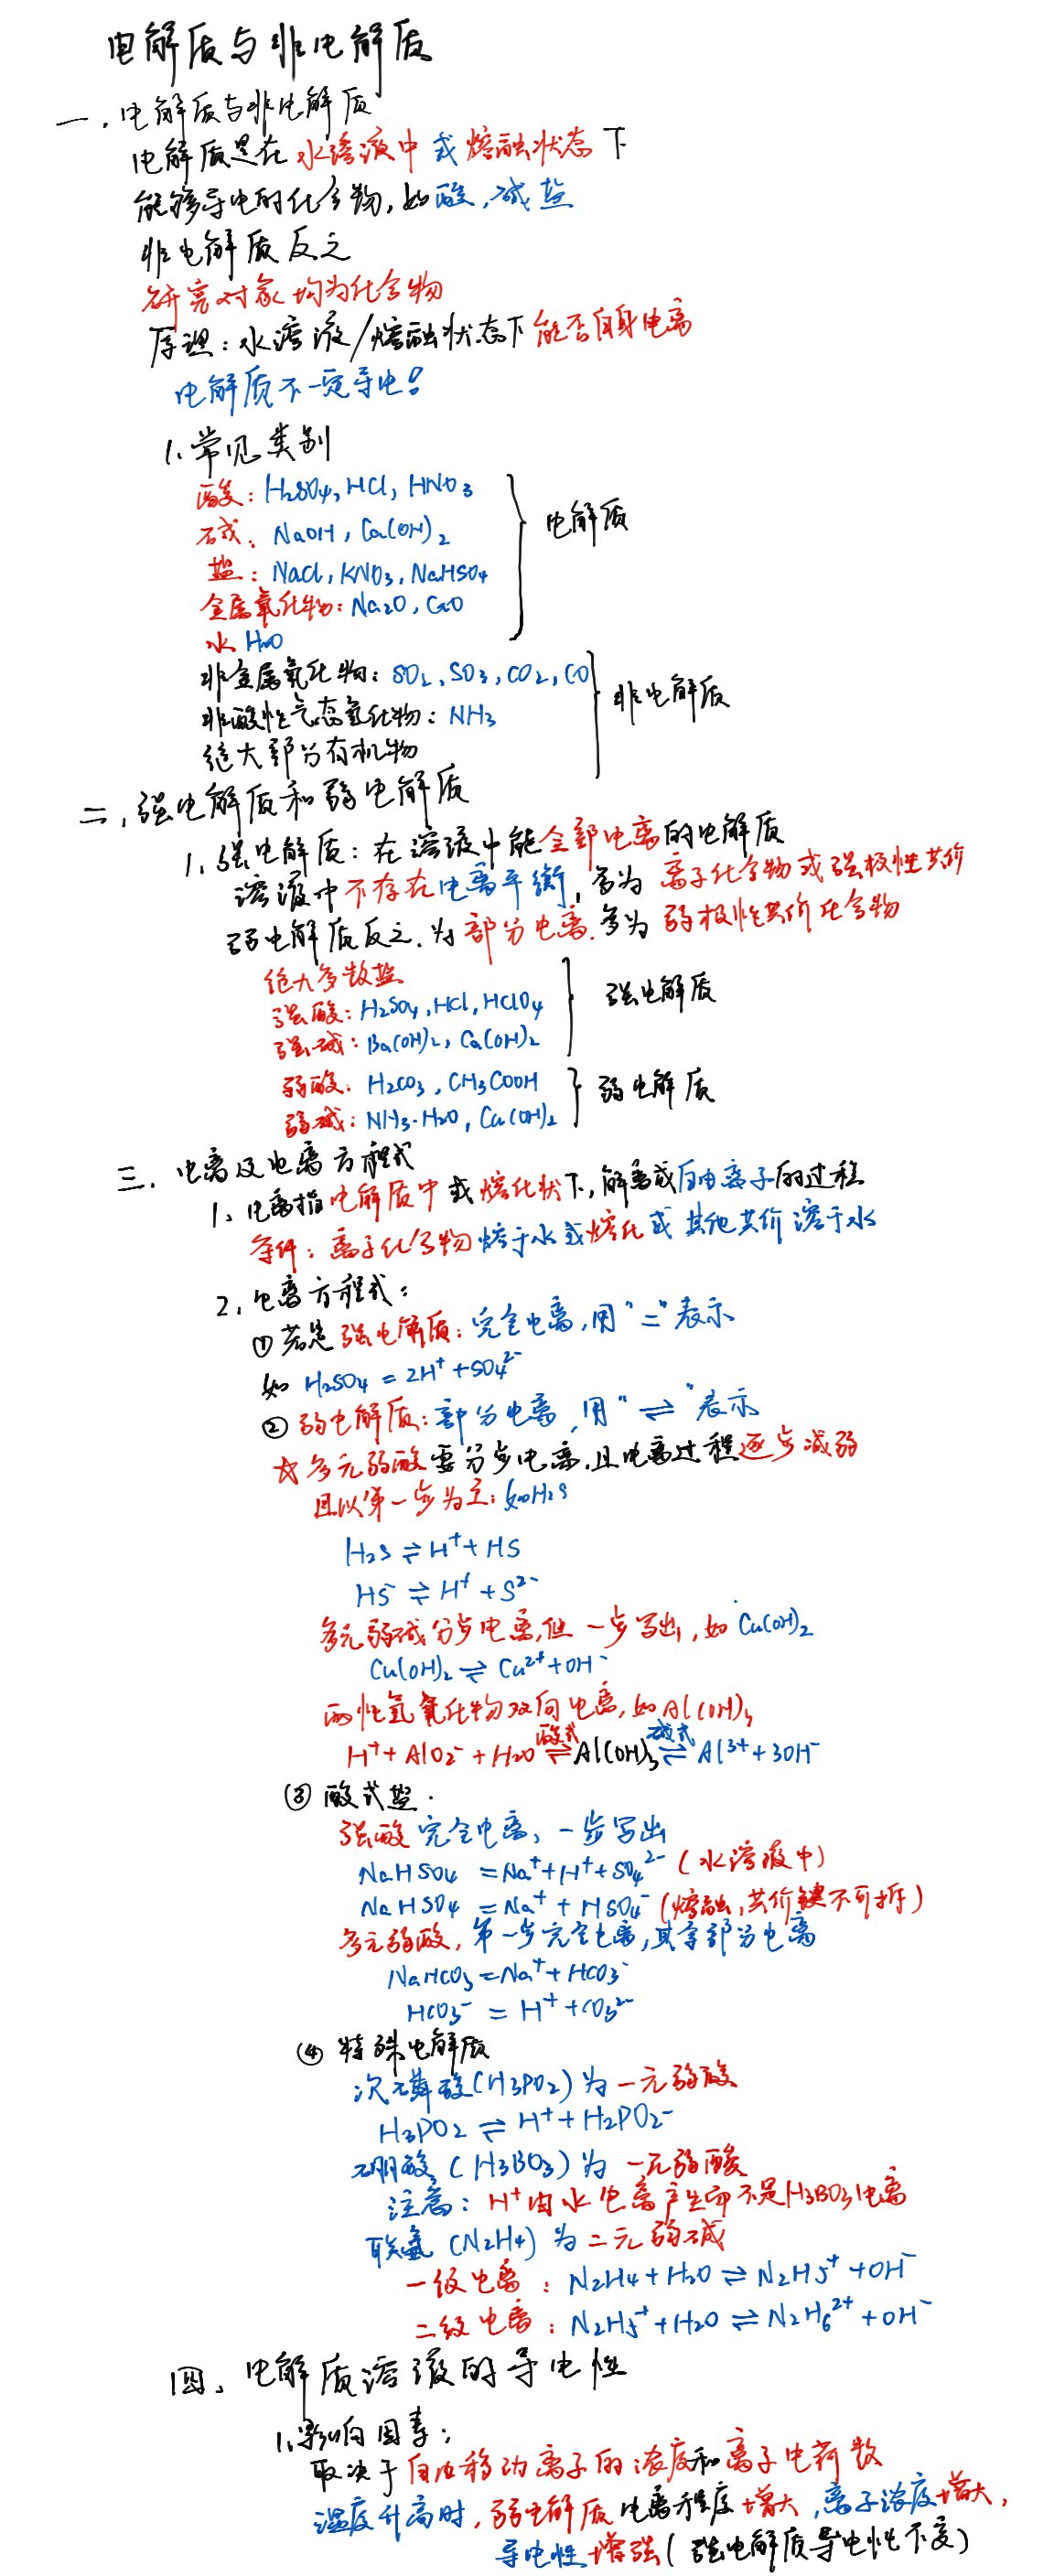 电解质与非电解质
一、电解质与非电解质
电解质是在水溶液中或熔融状态下
能够导电的化合物,如酸,碱盐
非电解质反之
研究对象均为化合物
原理:水溶液/熔融状态下能否自身电离
电解质不一定导电!
1、常见类别
酸:H₂SO₄,HCl,HNO₃
碱:NaOH,Ca(OH)₂
盐:NaCl,KNO₃,NaHSO₄
金属氧化物:Na₂O,CaO
水 H₂O
电解质
非金属氧化物:SO₂、SO₃,CO₂,CO
非酸性气态氢化物:NH₃
绝大部分有机物
非电解质
二,强电解质和弱电解质
1,强电解质:在溶液中能全部电离的电解质
溶液中不存在电离平衡,多为离子化合物或强极性共价
弱电解质反之.为部分电离.多为弱极性共价化合物
绝大多数盐
强酸:H₂SO₄,HCl,HClO₄
强碱:Ba(OH)₂,Ca(OH)₂
强电解质
弱酸:H₂CO₃,CH₃COOH
弱碱:NH₃·H₂O,Cu(OH)₂
弱电解质
三、电离及电离方程式
1、电离指电解质中或熔化状下,解离成自由离子的过程
条件:离子化合物熔于水或熔化或其他共价溶于水
2,电离方程式:
①若是强电解质:完全电离,用"="表示
如 H₂SO₄ = 2H⁺+SO₄²⁻
②弱电解质:部分电离,用"⇌"表示
☆多元弱酸要分步电离,且电离过程逐步减弱
且以第一步为主:如H₂S
H₂S ⇌ H⁺+HS
HS⁻ ⇌ H⁺+S²⁻
多元弱碱分步电离,但一步写出,如Cu(OH)₂
Cu(OH)₂ ⇌ Cu²⁺+OH⁻
两性氢氧化物双向电离,如Al(OH)₃
H⁺+AlO₂⁻+H₂O 酸式⇌ Al(OH)₃ 碱式⇌ Al³⁺+3OH⁻
③酸式盐.
强酸完全电离,一步写出
NaHSO₄ =Na⁺+H⁺+SO₄²⁻(水溶液中)
NaHSO₄ =Na⁺+HSO₄⁻(熔融,共价键不可拆)
多元弱酸,第一步完全电离,其余部分电离
NaHCO₃=Na⁺+HCO₃⁻
HCO₃⁻ = H⁺+CO₃²⁻
④特殊电解质
次磷酸(H₃PO₂)为一元弱酸
H₃PO₂ ⇌ H⁺+H₂PO₂⁻
硼酸(H₃BO₃)为一元弱酸
注意:H⁺由水电离产生而不是H₃BO₃电离
联氨(N₂H₄)为二元弱碱
一级电离:N₂H₄+H₂O ⇌ N₂H₅⁺+OH⁻
二级电离:N₂H₅⁺+H₂O ⇌ N₂H₆²⁺+OH⁻
四、电解质溶液的导电性
1、影响因素:
取决于自由移动离子的浓度和离子电荷数
温度升高时,弱电解质电离程度增大,离子浓度增大,
导电性增强(强电解质导电性不变)